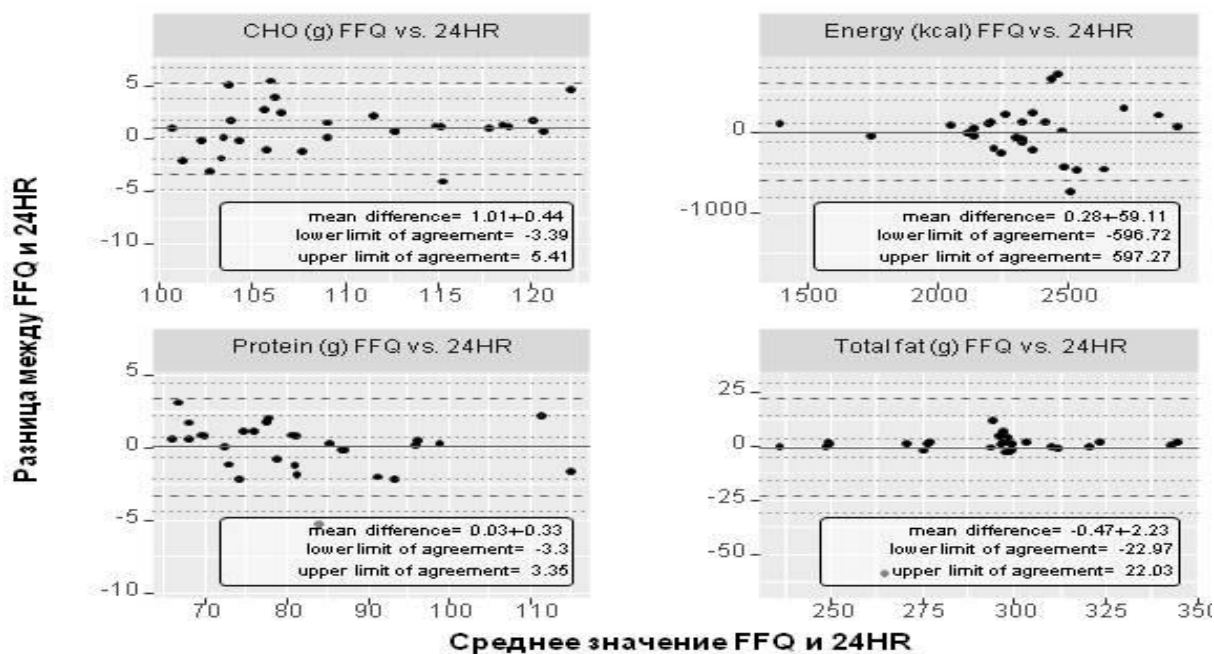 CHO (g) FFQ vs. 24HR
5
0
-5
-10
mean difference= 1.01+0.44
lower limit of agreement= -3.39
upper limit of agreement= 5.41
100 105 110 115 120
Energy (kcal) FFQ vs. 24HR
0
-1000
mean difference= 0.28+-59.11
lower limit of agreement= -596.72
upper limit of agreement= 597.27
1500 2000 2500
Разница между FFQ и 24HR
Protein (g) FFQ vs. 24HR
5
0
-5
-10
mean difference= 0.03+0.33
lower limit of agreement= -3.3
upper limit of agreement= 3.35
70 80 90 100 110
Total fat (g) FFQ vs. 24HR
25
0
-25
-50
mean difference= -0.47+2.23
lower limit of agreement= -22.97
upper limit of agreement= 22.03
250 275 300 325 350
Среднее значение FFQ и 24HR